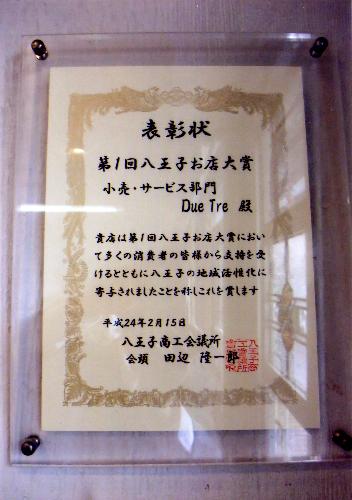 表彰状
第1回八王子お店大賞
小売・サービス部門
Due Tre 殿
貴店は第1回八王子お店大賞において
多くの消費者の皆様から支持を
受けるとともに八王子の地域活性化に
寄与されましたことを称しこれを賞します
平成24年2月15日
八王子商工会議所
会頭 田辺 隆一郎